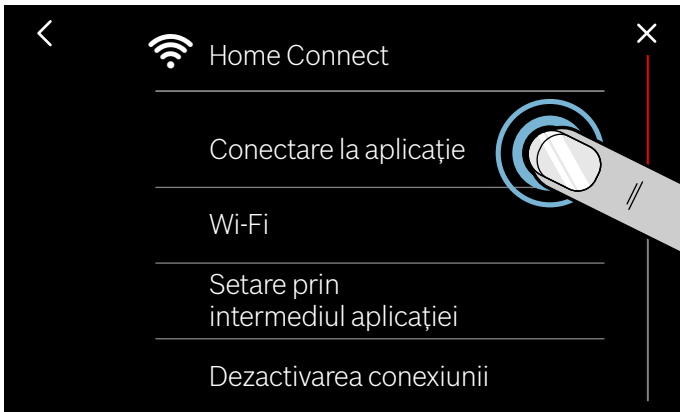 Home Connect
Conectare la aplicație
Wi-Fi
Setare prin
intermediul aplicației
Dezactivarea conexiunii